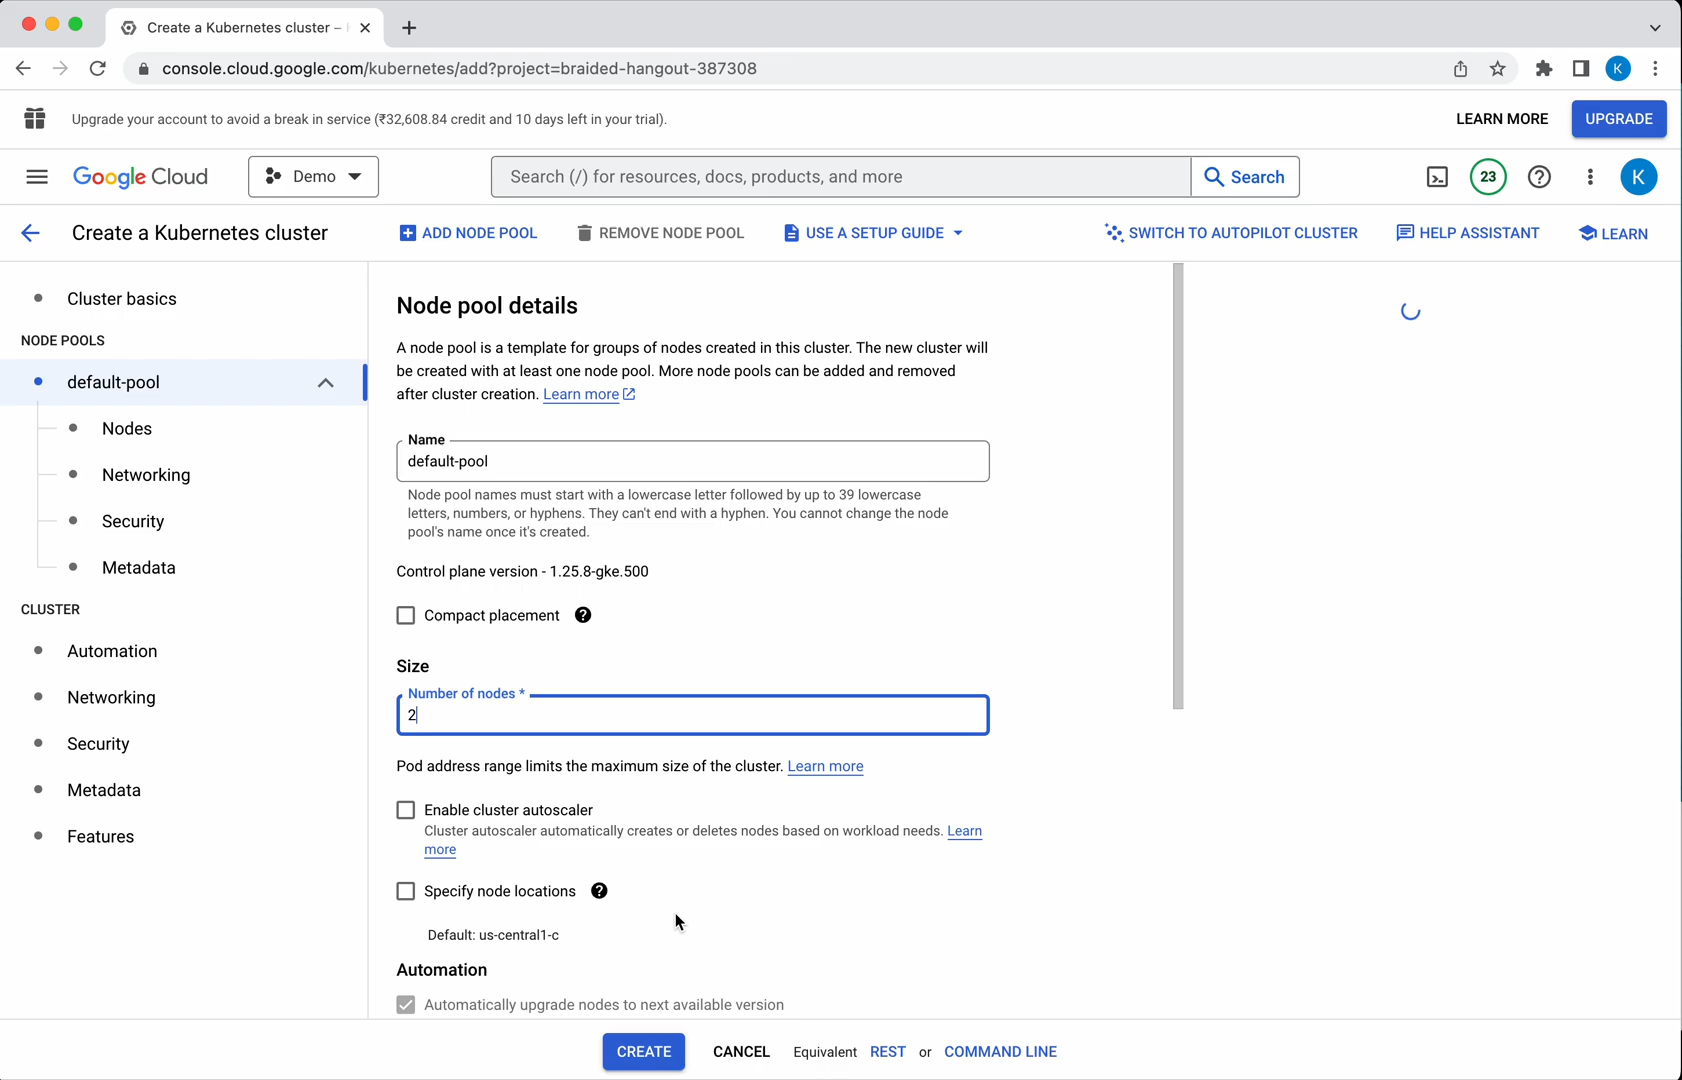 Create a Kubernetes cluster –
console.cloud.google.com/kubernetes/add?project=braided-hangout-387308
K
Upgrade your account to avoid a break in service (₹32,608.84 credit and 10 days left in your trial).
LEARN MORE
UPGRADE
Google Cloud
Demo
Search (/) for resources, docs, products, and more
Search
23
K
Create a Kubernetes cluster
ADD NODE POOL
REMOVE NODE POOL
USE A SETUP GUIDE
SWITCH TO AUTOPILOT CLUSTER
HELP ASSISTANT
LEARN
Cluster basics
NODE POOLS
default-pool
Nodes
Networking
Security
Metadata
CLUSTER
Automation
Networking
Security
Metadata
Features
Node pool details
A node pool is a template for groups of nodes created in this cluster. The new cluster will
be created with at least one node pool. More node pools can be added and removed
after cluster creation. Learn more
Name
default-pool
Node pool names must start with a lowercase letter followed by up to 39 lowercase
letters, numbers, or hyphens. They can't end with a hyphen. You cannot change the node
pool's name once it's created.
Control plane version - 1.25.8-gke.500
Compact placement
Size
Number of nodes *
2
Pod address range limits the maximum size of the cluster. Learn more
Enable cluster autoscaler
Cluster autoscaler automatically creates or deletes nodes based on workload needs. Learn
more
Specify node locations
Default: us-central1-c
Automation
Automatically upgrade nodes to next available version
CREATE
CANCEL
Equivalent REST or COMMAND LINE